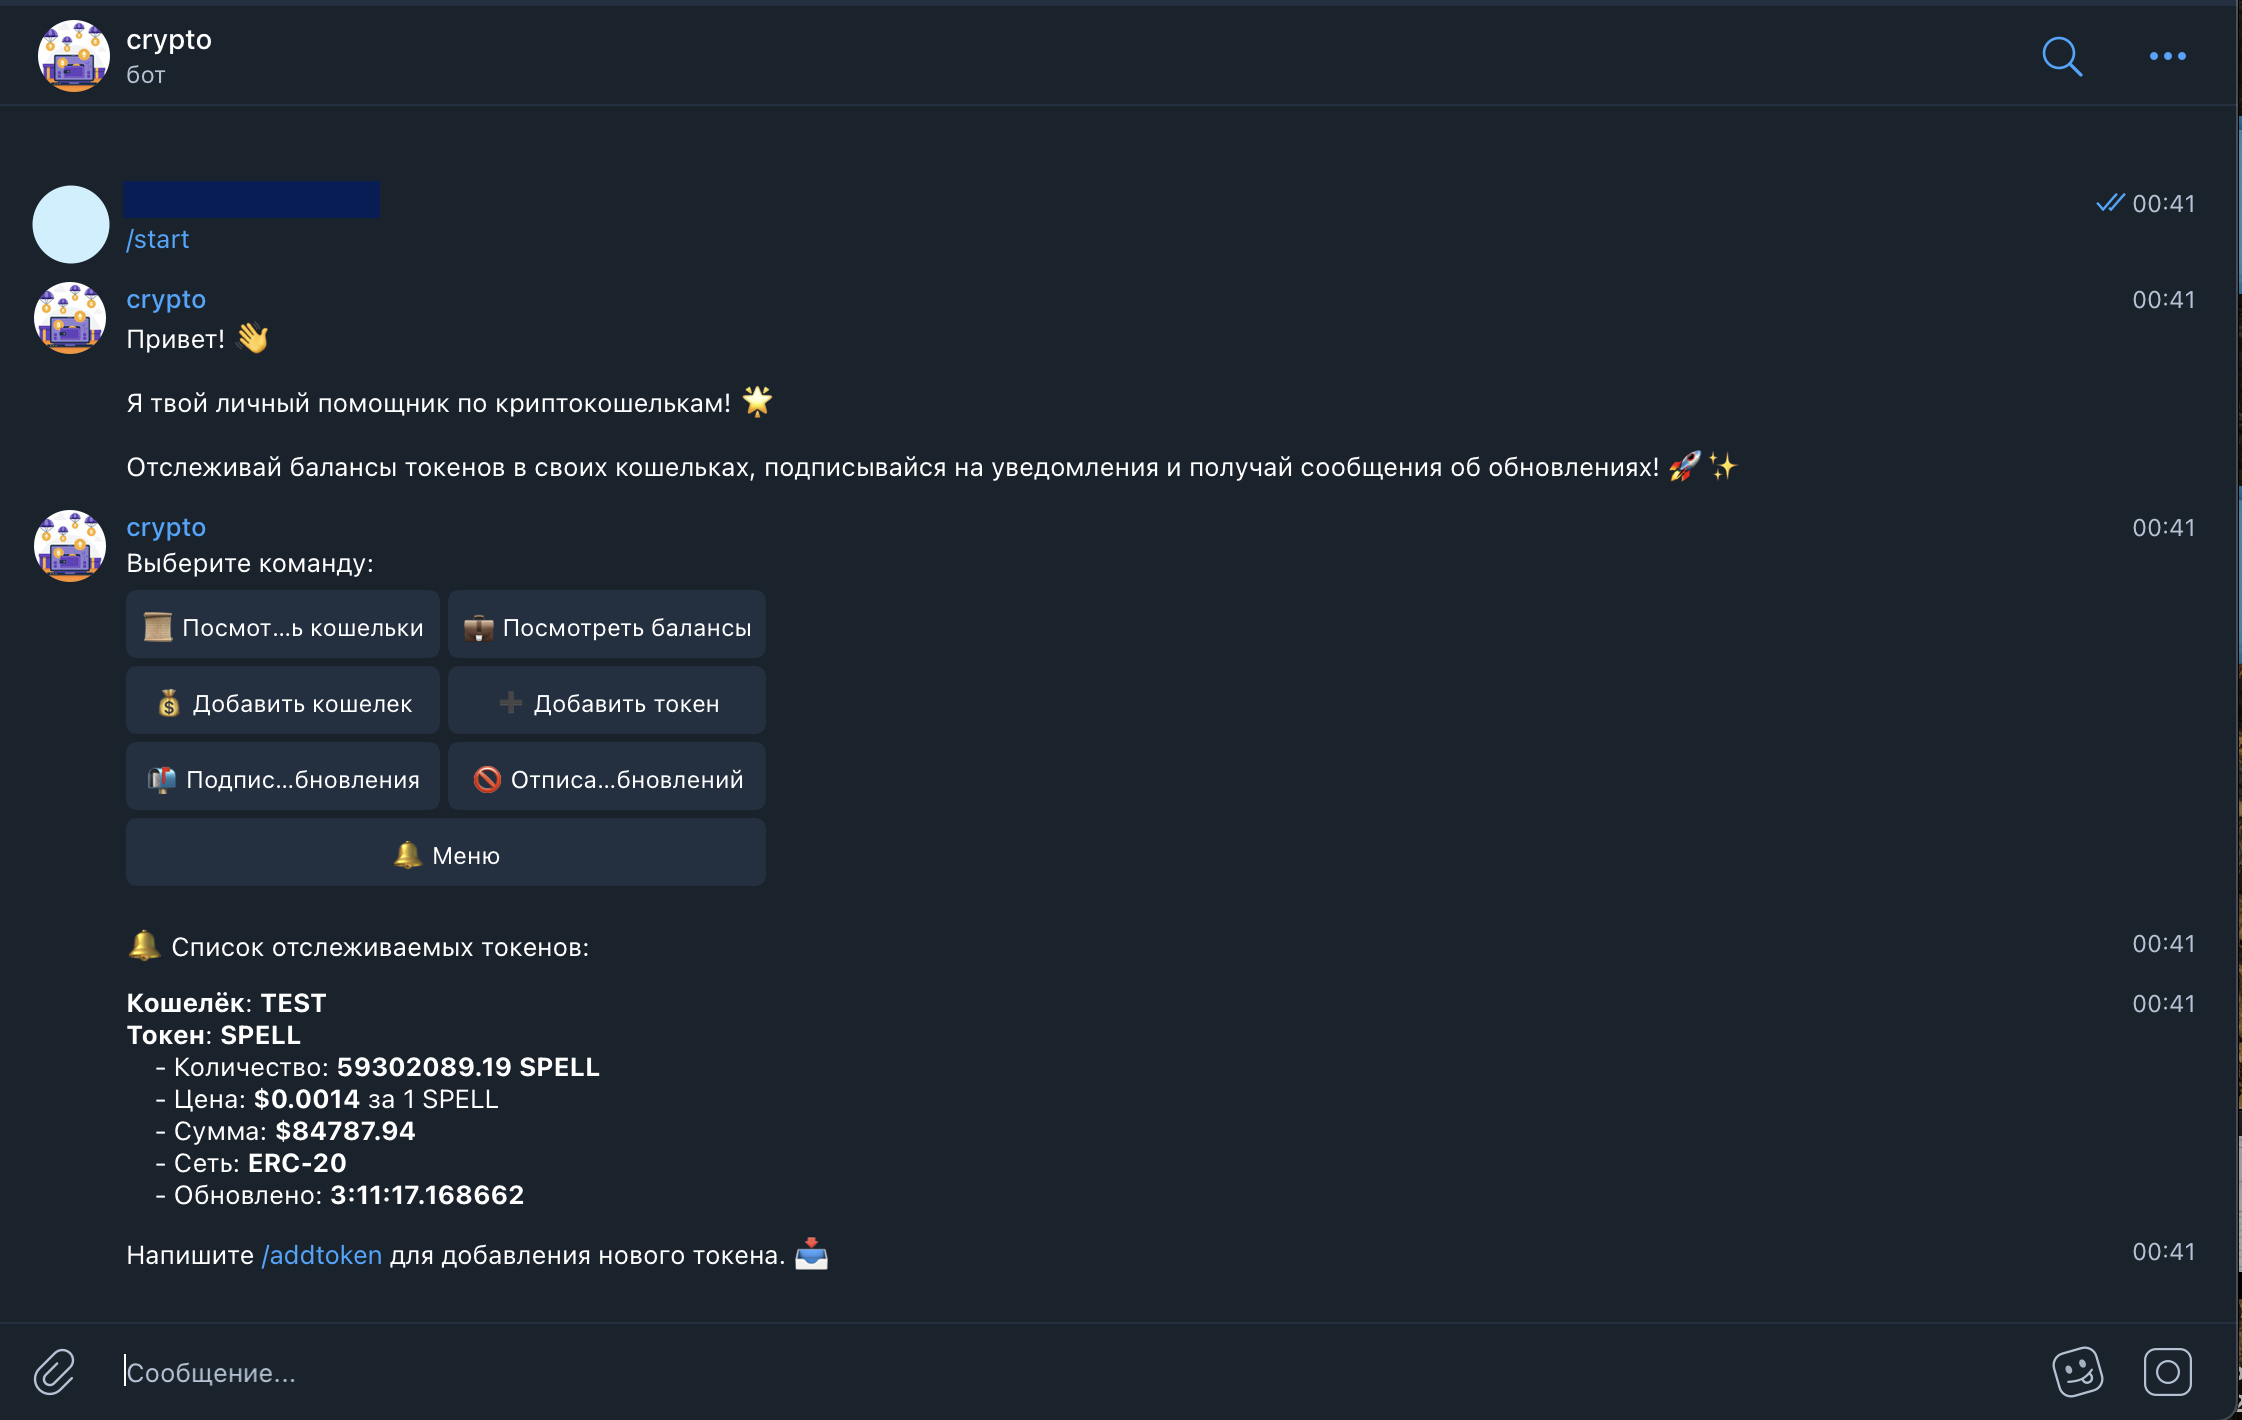 crypto
бот
00:41
/start
crypto
00:41
Привет! 👋
Я твой личный помощник по криптокошелькам! 🌟
Отслеживай балансы токенов в своих кошельках, подписывайся на уведомления и получай сообщения об обновлениях! 🚀✨
crypto
00:41
Выберите команду:
📜 Посмот...ь кошельки
💼 Посмотреть балансы
💰 Добавить кошелек
➕ Добавить токен
📬 Подпис...бновления
🚫 Отписа...бновлений
🔔 Меню
🔔 Список отслеживаемых токенов:
00:41
Кошелёк: TEST
00:41
Токен: SPELL
- Количество: 59302089.19 SPELL
- Цена: $0.0014 за 1 SPELL
- Сумма: $84787.94
- Сеть: ERC-20
- Обновлено: 3:11:17.168662
Напишите /addtoken для добавления нового токена. 📥
00:41
Сообщение...